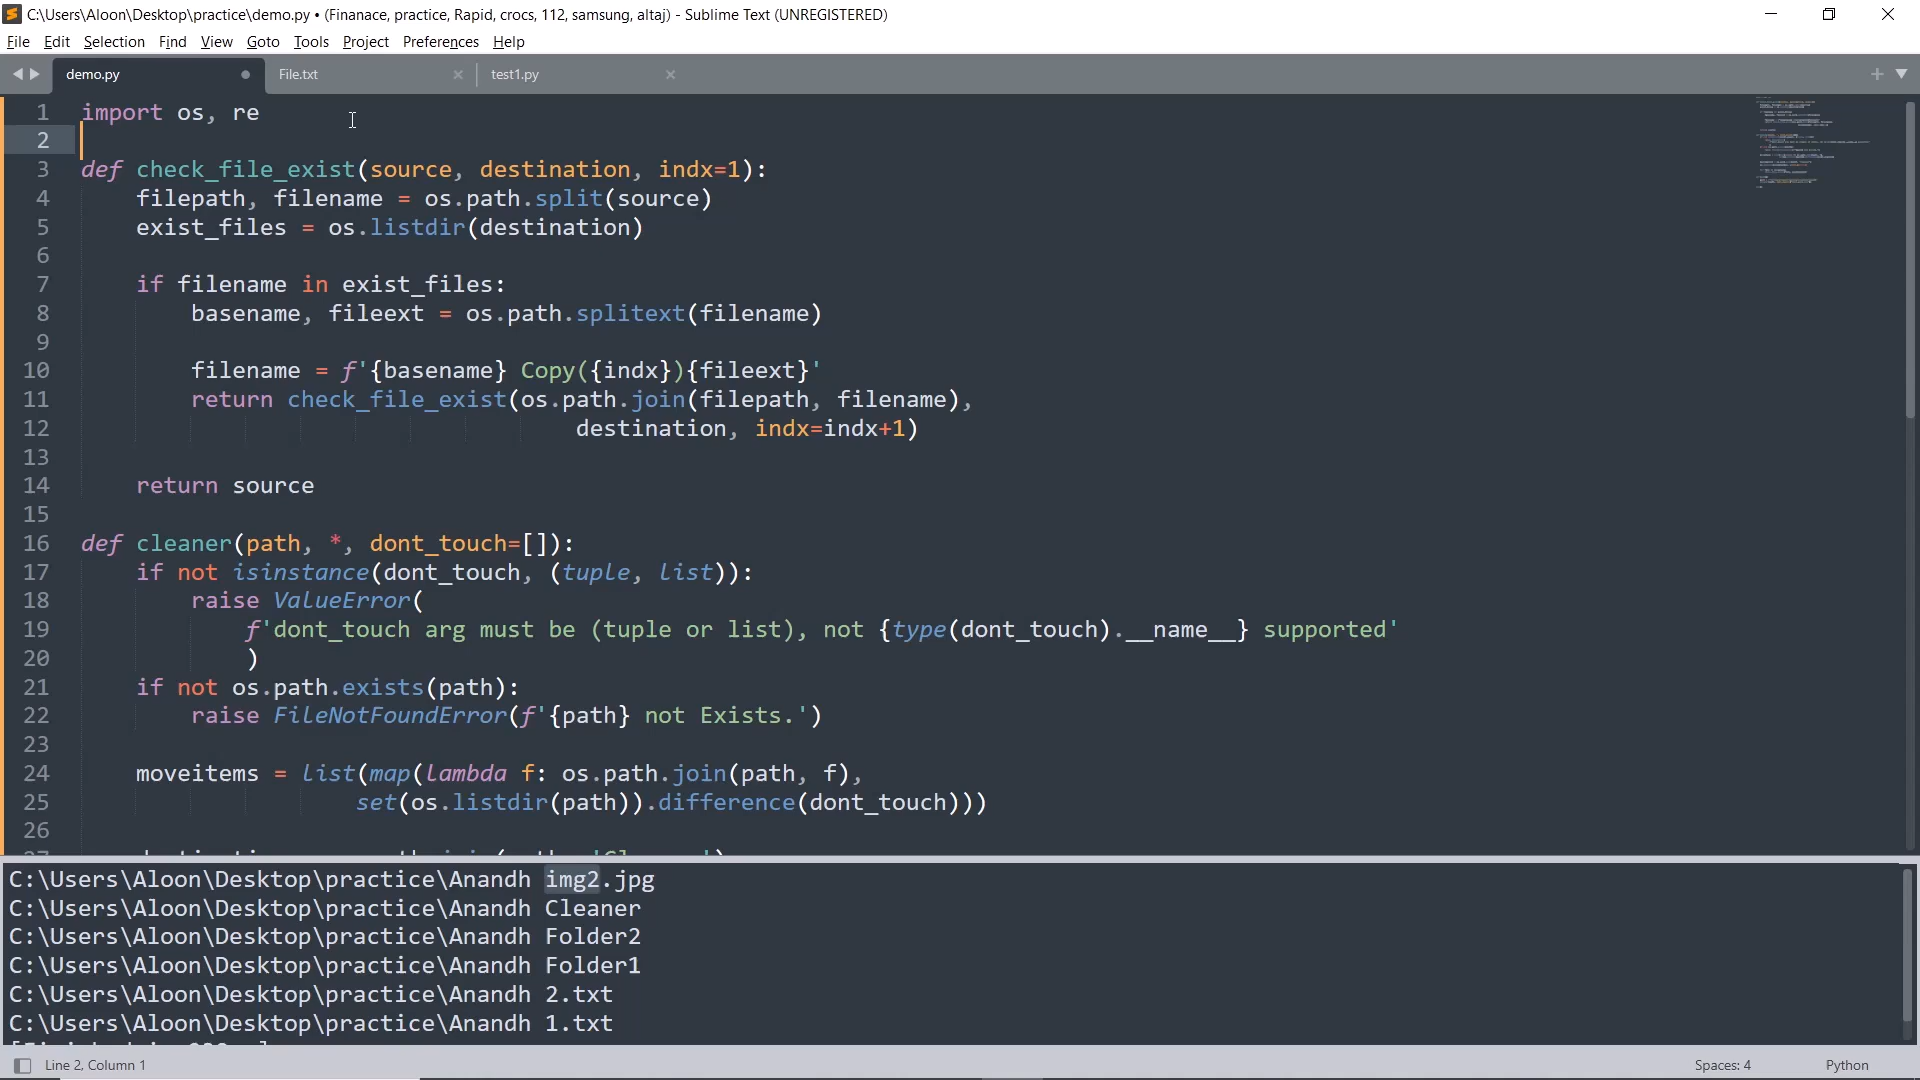 C:\Users\Aloon\Desktop\practice\demo.py • (Finanace, practice, Rapid, crocs, 112, samsung, altaj) - Sublime Text (UNREGISTERED)
File Edit Selection Find View Goto Tools Project Preferences Help
demo.py File.txt test1.py
1 import os, re
2
3 def check_file_exist(source, destination, indx=1):
4     filepath, filename = os.path.split(source)
5     exist_files = os.listdir(destination)
6
7     if filename in exist_files:
8         basename, fileext = os.path.splitext(filename)
9
10         filename = f'{basename} Copy({indx}){fileext}'
11         return check_file_exist(os.path.join(filepath, filename),
12                                     destination, indx=indx+1)
13
14     return source
15
16 def cleaner(path, *, dont_touch=[]):
17     if not isinstance(dont_touch, (tuple, list)):
18         raise ValueError(
19             f'dont_touch arg must be (tuple or list), not {type(dont_touch).__name__} supported'
20             )
21     if not os.path.exists(path):
22         raise FileNotFoundError(f'{path} not Exists.')
23
24     moveitems = list(map(lambda f: os.path.join(path, f),
25                     set(os.listdir(path)).difference(dont_touch)))
26
C:\Users\Aloon\Desktop\practice\Anandh img2.jpg
C:\Users\Aloon\Desktop\practice\Anandh Cleaner
C:\Users\Aloon\Desktop\practice\Anandh Folder2
C:\Users\Aloon\Desktop\practice\Anandh Folder1
C:\Users\Aloon\Desktop\practice\Anandh 2.txt
C:\Users\Aloon\Desktop\practice\Anandh 1.txt
Line 2, Column 1 Spaces: 4 Python